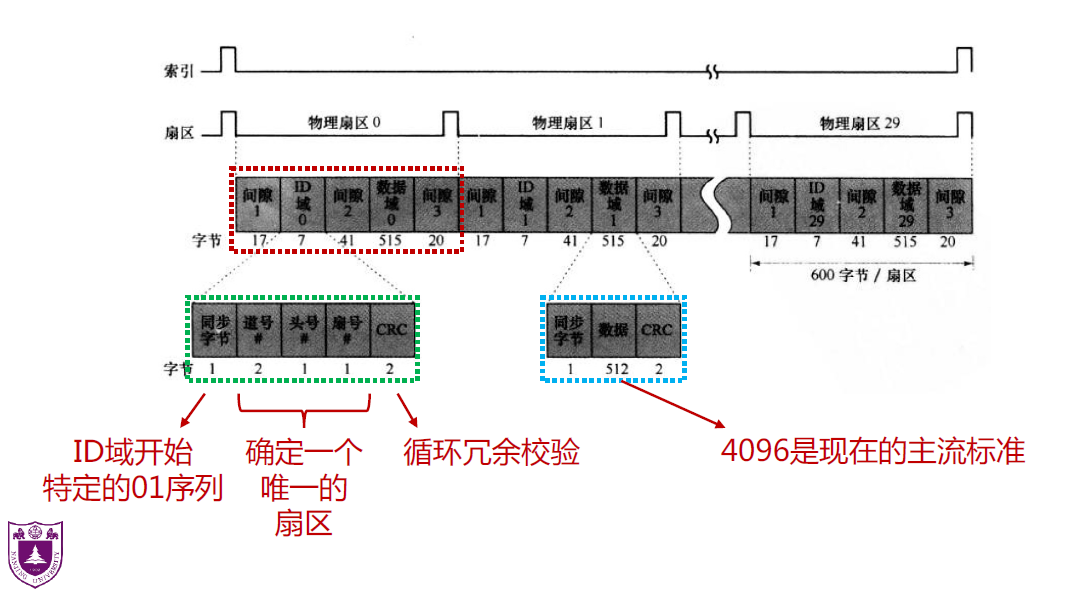 索引
扇区
物理扇区 0
物理扇区 1
物理扇区 29
间隙 1
ID 域 0
间隙 2
数据 域 0
间隙 3
间隙 1
ID 域 1
间隙 2
数据 域 1
间隙 3
间隙 1
ID 域 29
间隙 2
数据 域 29
间隙 3
字节 17 7 41 515 20 17 7 41 515 20 17 7 41 515 20
600 字节 / 扇区
同步 字节
道号 #
头号 #
扇号 #
CRC
同步 字节
数据
CRC
字节 1 2 1 1 2
1 512 2
ID域开始
特定的01序列
确定一个
唯一的
扇区
循环冗余校验
4096是现在的主流标准